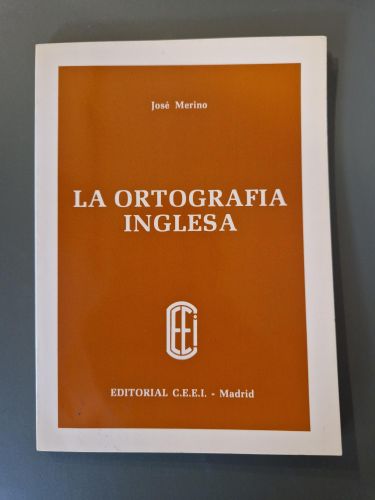 José Merino
LA ORTOGRAFIA
INGLESA
CEEi
EDITORIAL C.E.E.I. - Madrid